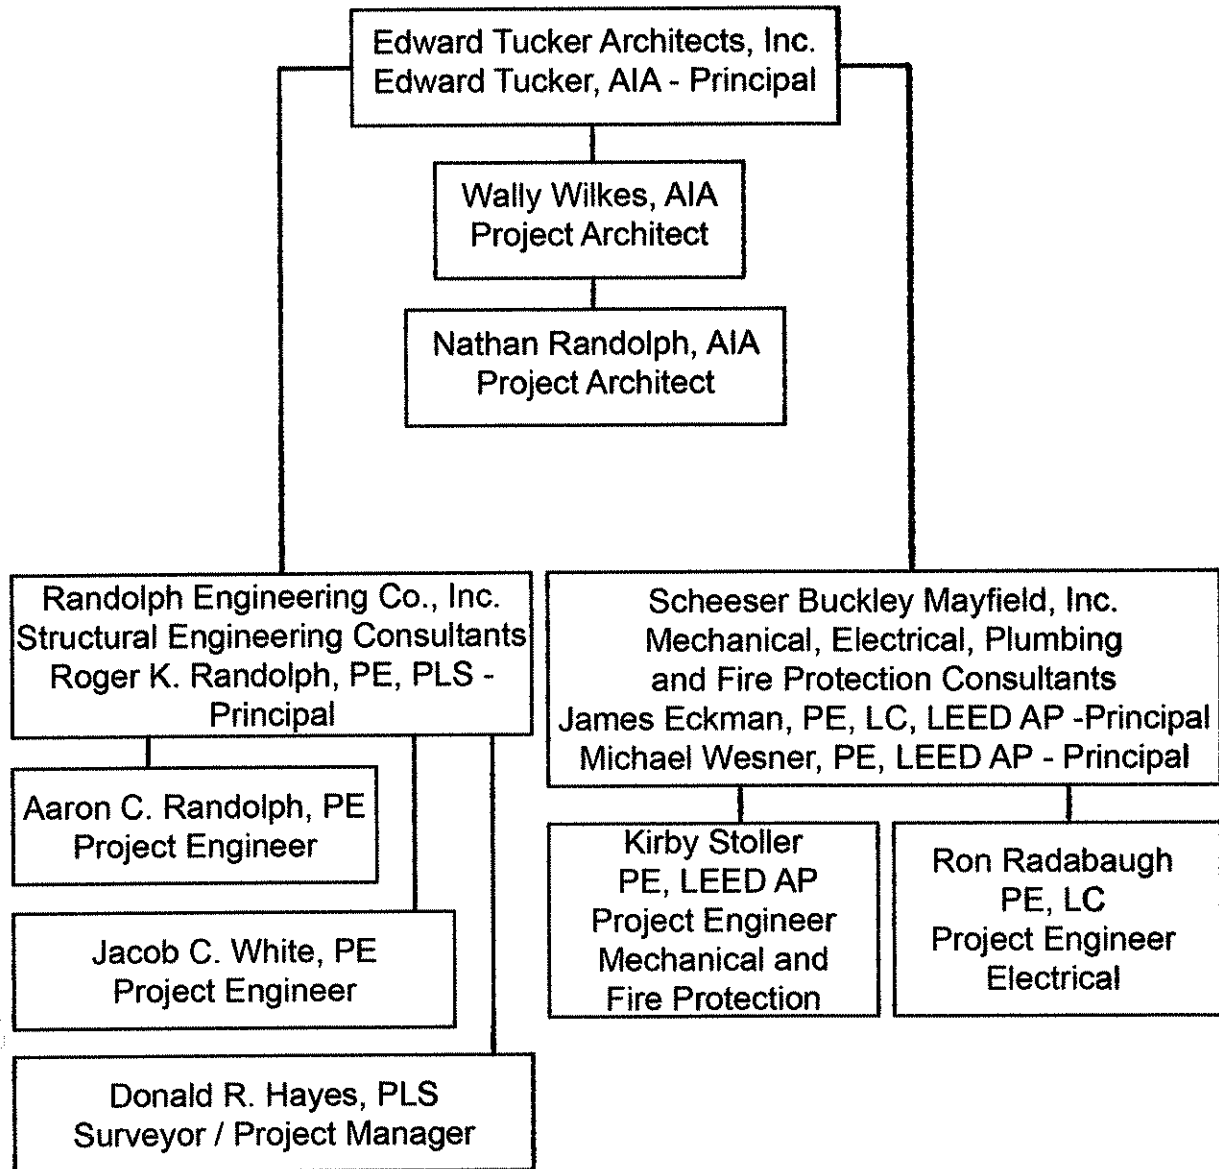 Edward Tucker Architects, Inc.
Edward Tucker, AIA - Principal
Wally Wilkes, AIA
Project Architect
Nathan Randolph, AIA
Project Architect
Randolph Engineering Co., Inc.
Structural Engineering Consultants
Roger K. Randolph, PE, PLS -
Principal
Aaron C. Randolph, PE
Project Engineer
Jacob C. White, PE
Project Engineer
Donald R. Hayes, PLS
Surveyor / Project Manager
Scheeser Buckley Mayfield, Inc.
Mechanical, Electrical, Plumbing
and Fire Protection Consultants
James Eckman, PE, LC, LEED AP -Principal
Michael Wesner, PE, LEED AP - Principal
Kirby Stoller
PE, LEED AP
Project Engineer
Mechanical and
Fire Protection
Ron Radabaugh
PE, LC
Project Engineer
Electrical